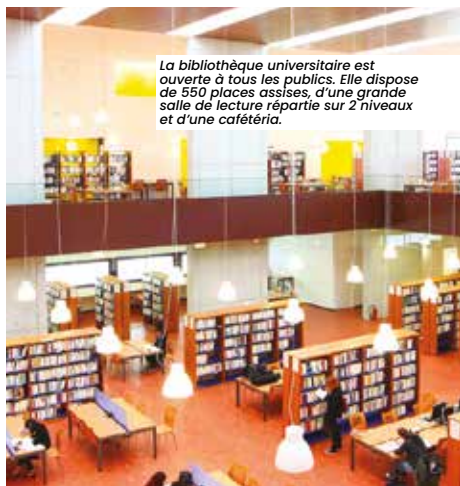 La bibliothèque universitaire est
ouverte à tous les publics. Elle dispose
de 550 places assises, d'une grande
salle de lecture répartie sur 2 niveaux
et d'une cafétéria.